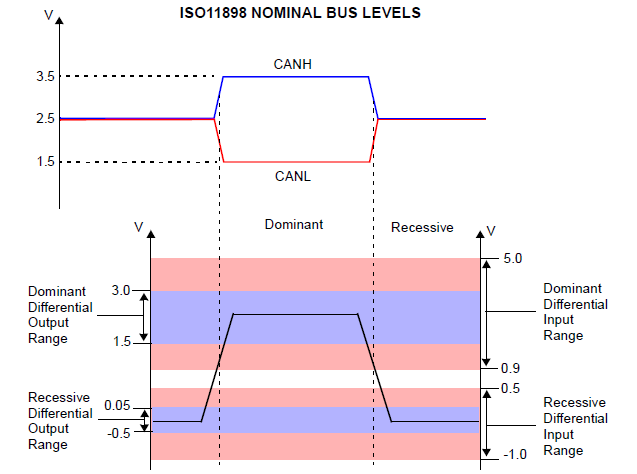 ISO11898 NOMINAL BUS LEVELS
V
CANH
3.5
2.5
1.5
CANL
Dominant
Recessive
V
V
5.0
3.0
Dominant
Differential
Output
Range
Dominant
Differential
Input
Range
1.5
0.9
0.5
Recessive
Differential
Output
Range
0.05
-0.5
Recessive
Differential
Input
Range
-1.0